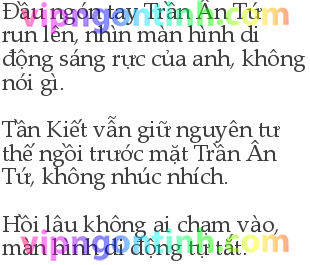 Đầu ngón tay Trần Ân Tứ
run lên, nhìn màn hình di
động sáng rực của anh, không
nói gì.
Tần Kiết vẫn giữ nguyên tư
thế ngồi trước mặt Trần Ân
Tứ, không nhúc nhích.
Hồi lâu không ai chạm vào,
màn hình di động tự tắt.
vipngontinh.com
vipngontinh.com